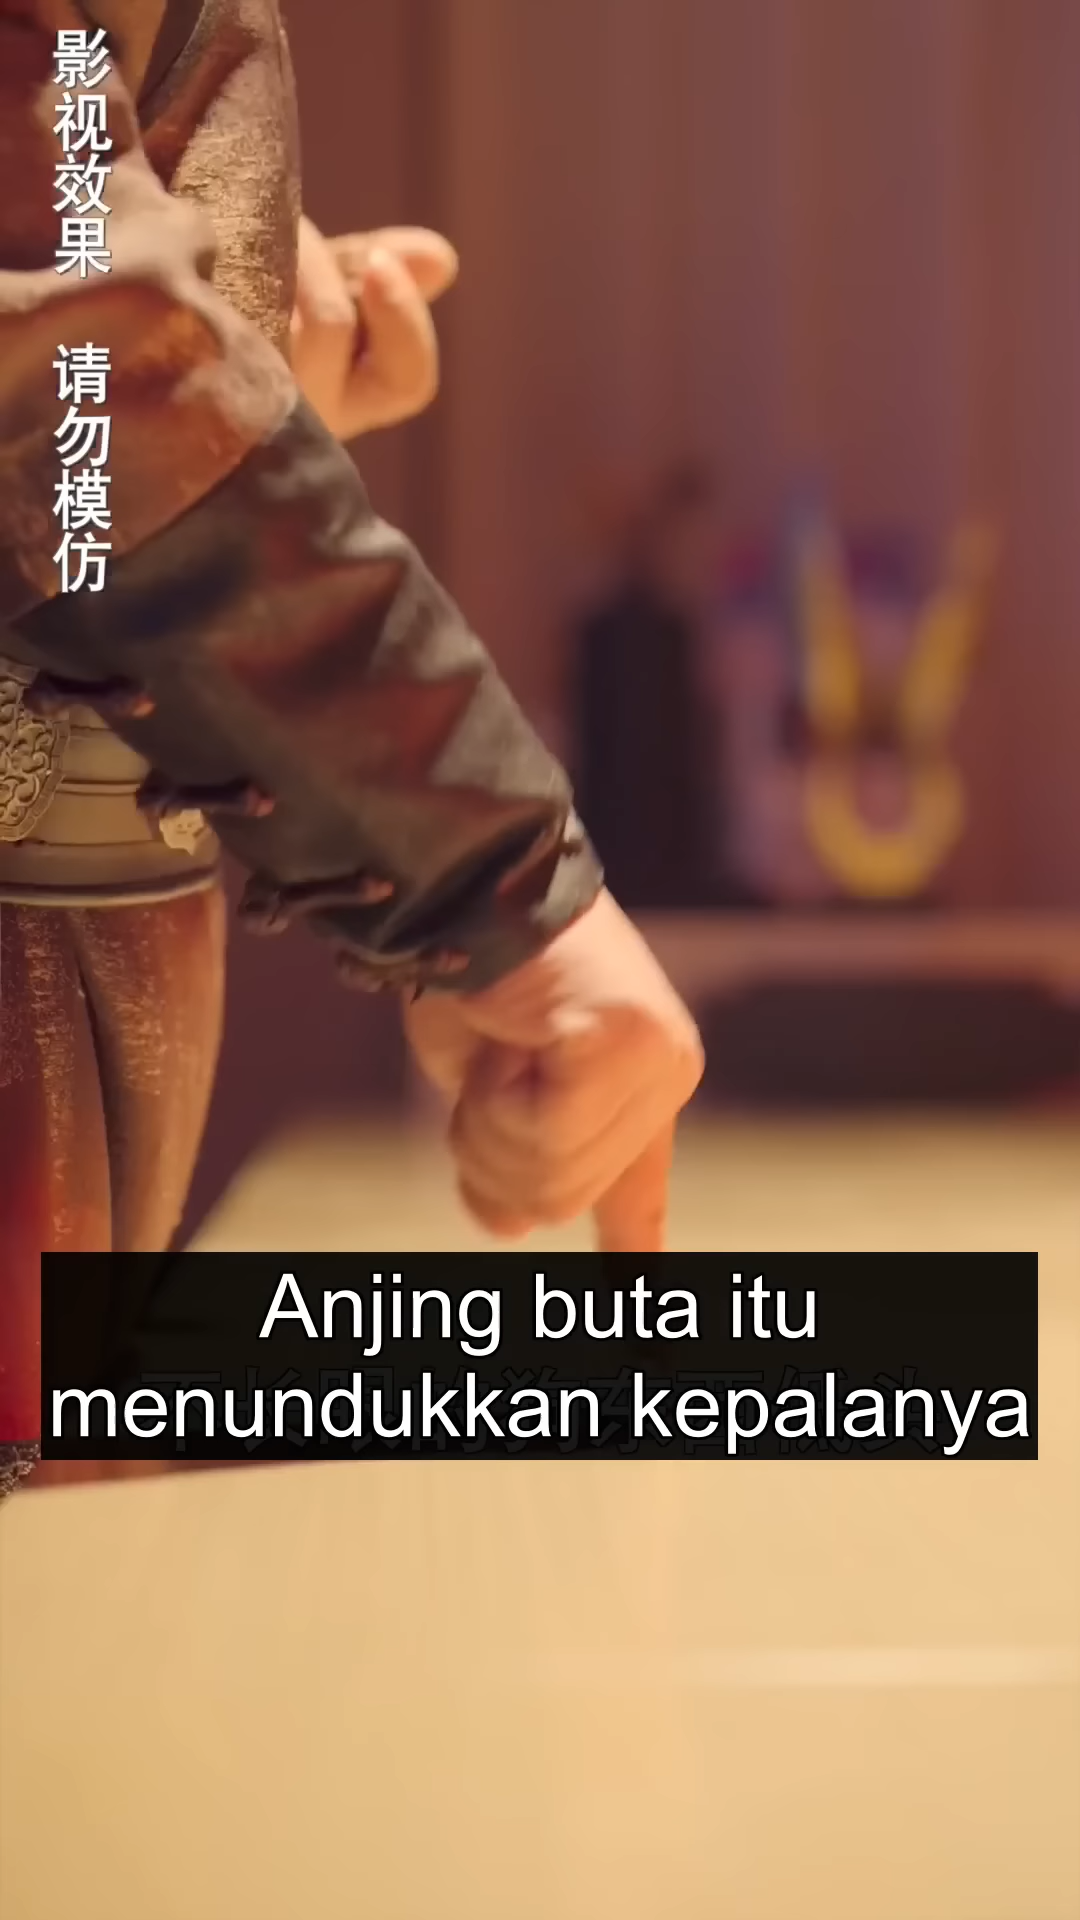 影视效果 请勿模仿
Anjing buta itu
menundukkan kepalanya